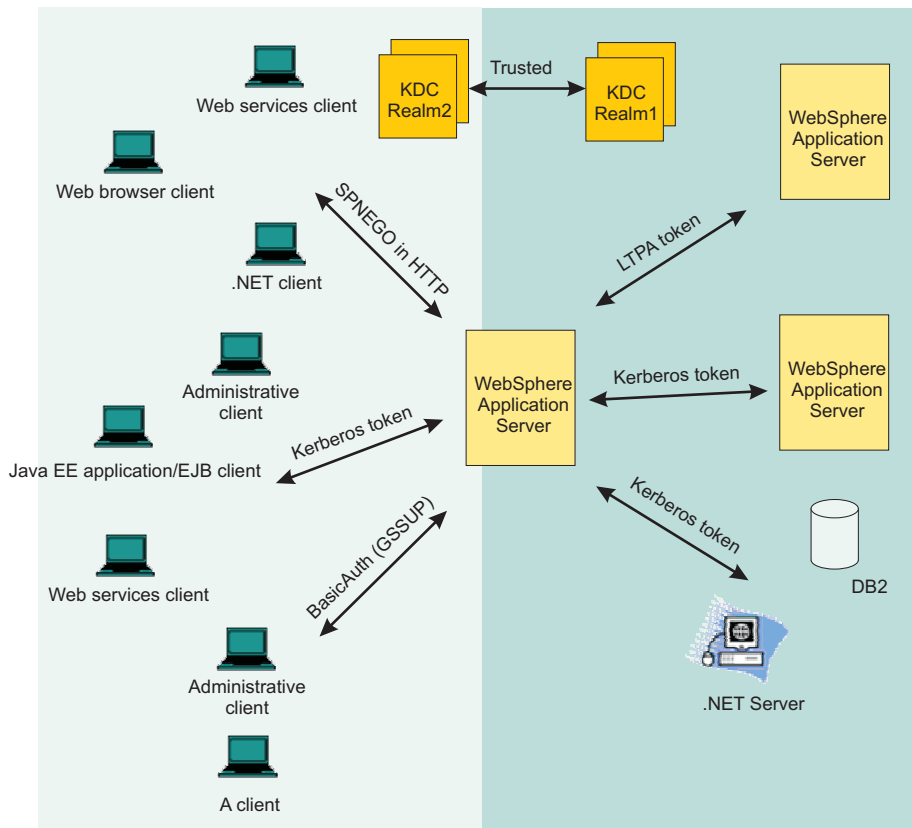 Web services client
KDC
Realm2
Trusted
KDC
Realm1
WebSphere
Application
Server
Web browser client
SPNEGO in HTTP
.NET client
LTPA token
Administrative
client
WebSphere
Application
Server
Kerberos token
WebSphere
Application
Server
Java EE application/EJB client
Kerberos token
Kerberos token
Web services client
BasicAuth (GSSUP)
DB2
Administrative
client
.NET Server
A client